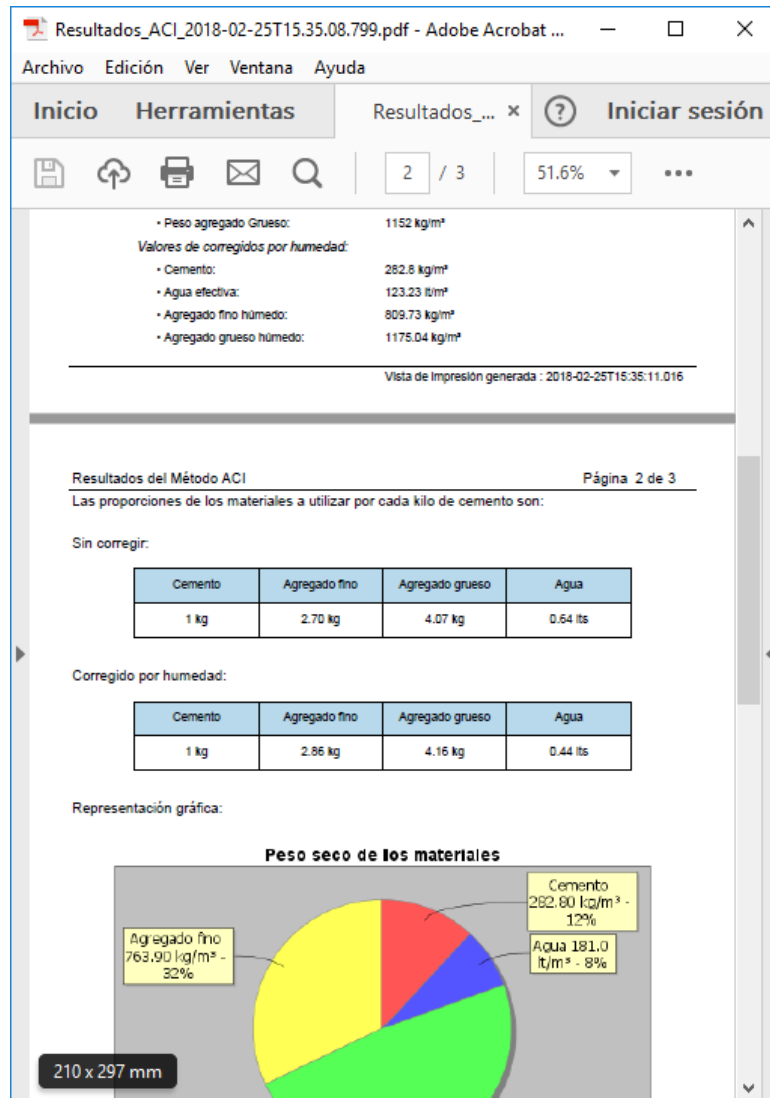 Resultados_ACI_2018-02-25T15.35.08.799.pdf - Adobe Acrobat ...
Archivo Edición Ver Ventana Ayuda
Inicio Herramientas Resultados_... × ? Iniciar sesión
2 / 3 51.6%
• Peso agregado Grueso: 1152 kg/m³
Valores de corregidos por humedad:
• Cemento: 282.8 kg/m³
• Agua efectiva: 123.23 lt/m³
• Agregado fino húmedo: 809.73 kg/m³
• Agregado grueso húmedo: 1175.04 kg/m³
Vista de Impresión generada : 2018-02-25T15:35:11.016
Resultados del Método ACI Página 2 de 3
Las proporciones de los materiales a utilizar por cada kilo de cemento son:
Sin corregir:
Cemento Agregado fino Agregado grueso Agua
1 kg 2.70 kg 4.07 kg 0.64 lts
Corregido por humedad:
Cemento Agregado fino Agregado grueso Agua
1 kg 2.86 kg 4.16 kg 0.44 lts
Representación gráfica:
Peso seco de los materiales
Cemento
282.80 kg/m³ -
12%
Agua 181.0
lt/m³ - 8%
Agregado fino
763.90 kg/m³ -
32%
210 x 297 mm